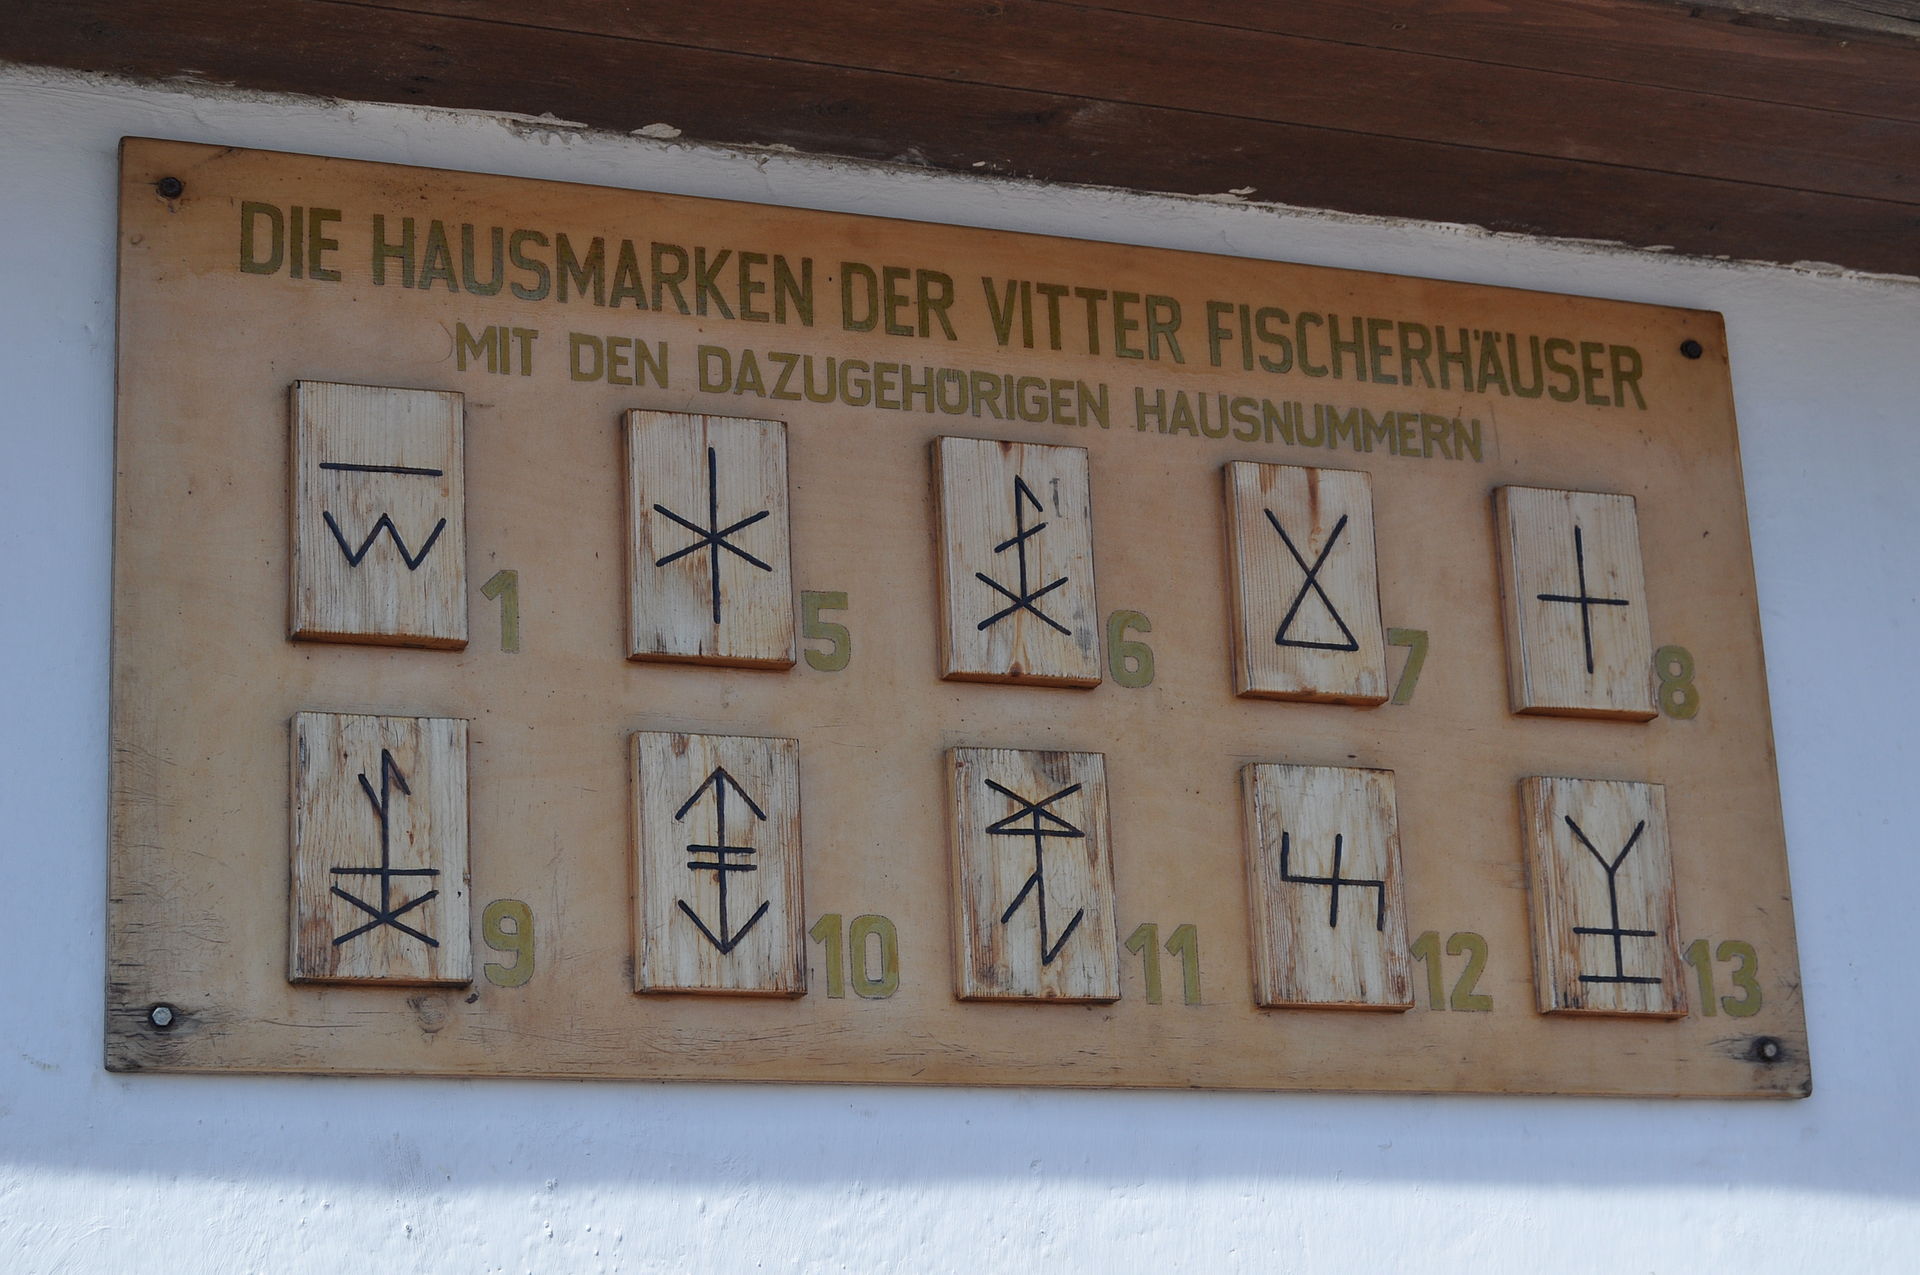 DIE HAUSMARKEN DER VITTER FISCHERHÄUSER
MIT DEN DAZUGEHÖRIGEN HAUSNUMMERN
1 5 6 7 8
9 10 11 12 13